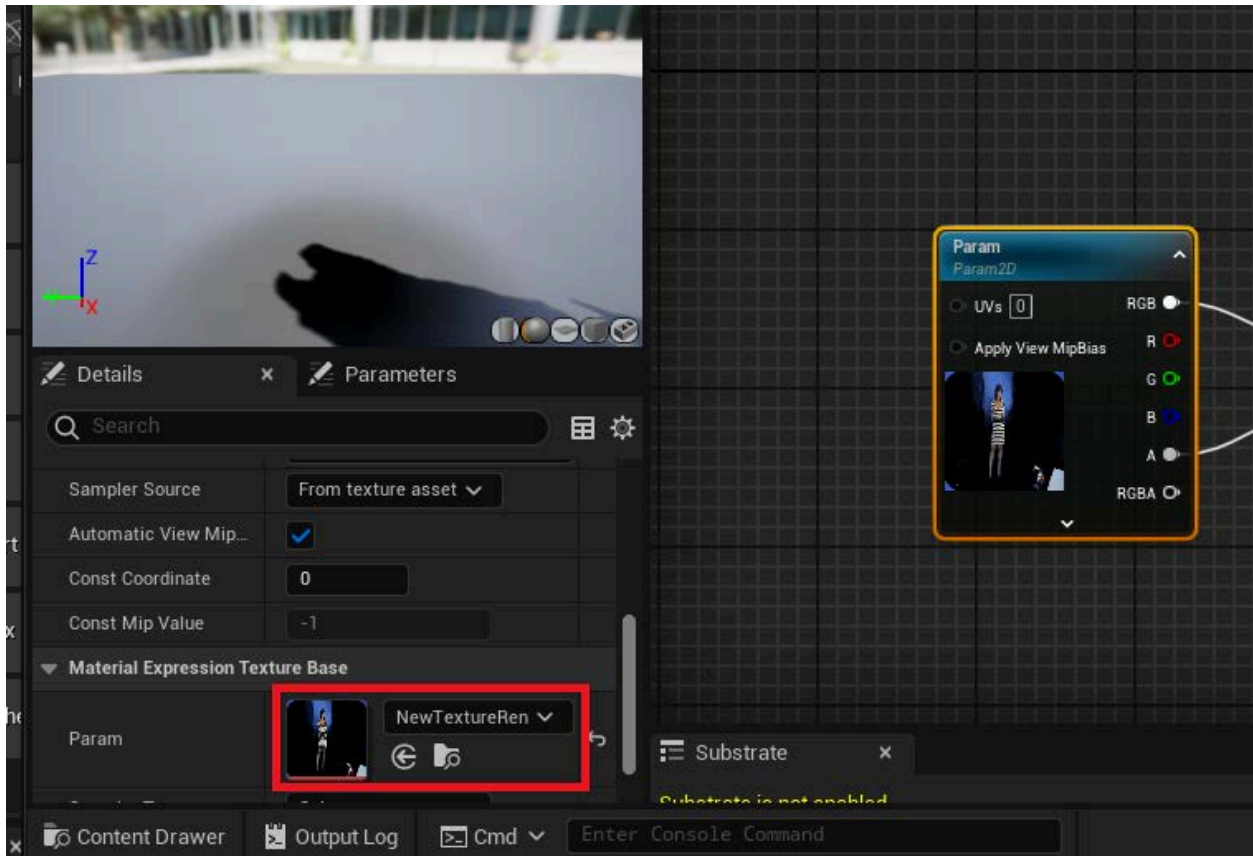 Z
X
Details
Parameters
Search
Sampler Source
From texture asset
Automatic View Mip...
Const Coordinate
0
Const Mip Value
-1
Material Expression Texture Base
Param
NewTextureRen
Param
Param2D
UVs 0
RGB
Apply View MipBias
R
G
B
A
RGBA
Substrate
Substrate is not enabled
Content Drawer
Output Log
Cmd
Enter Console Command